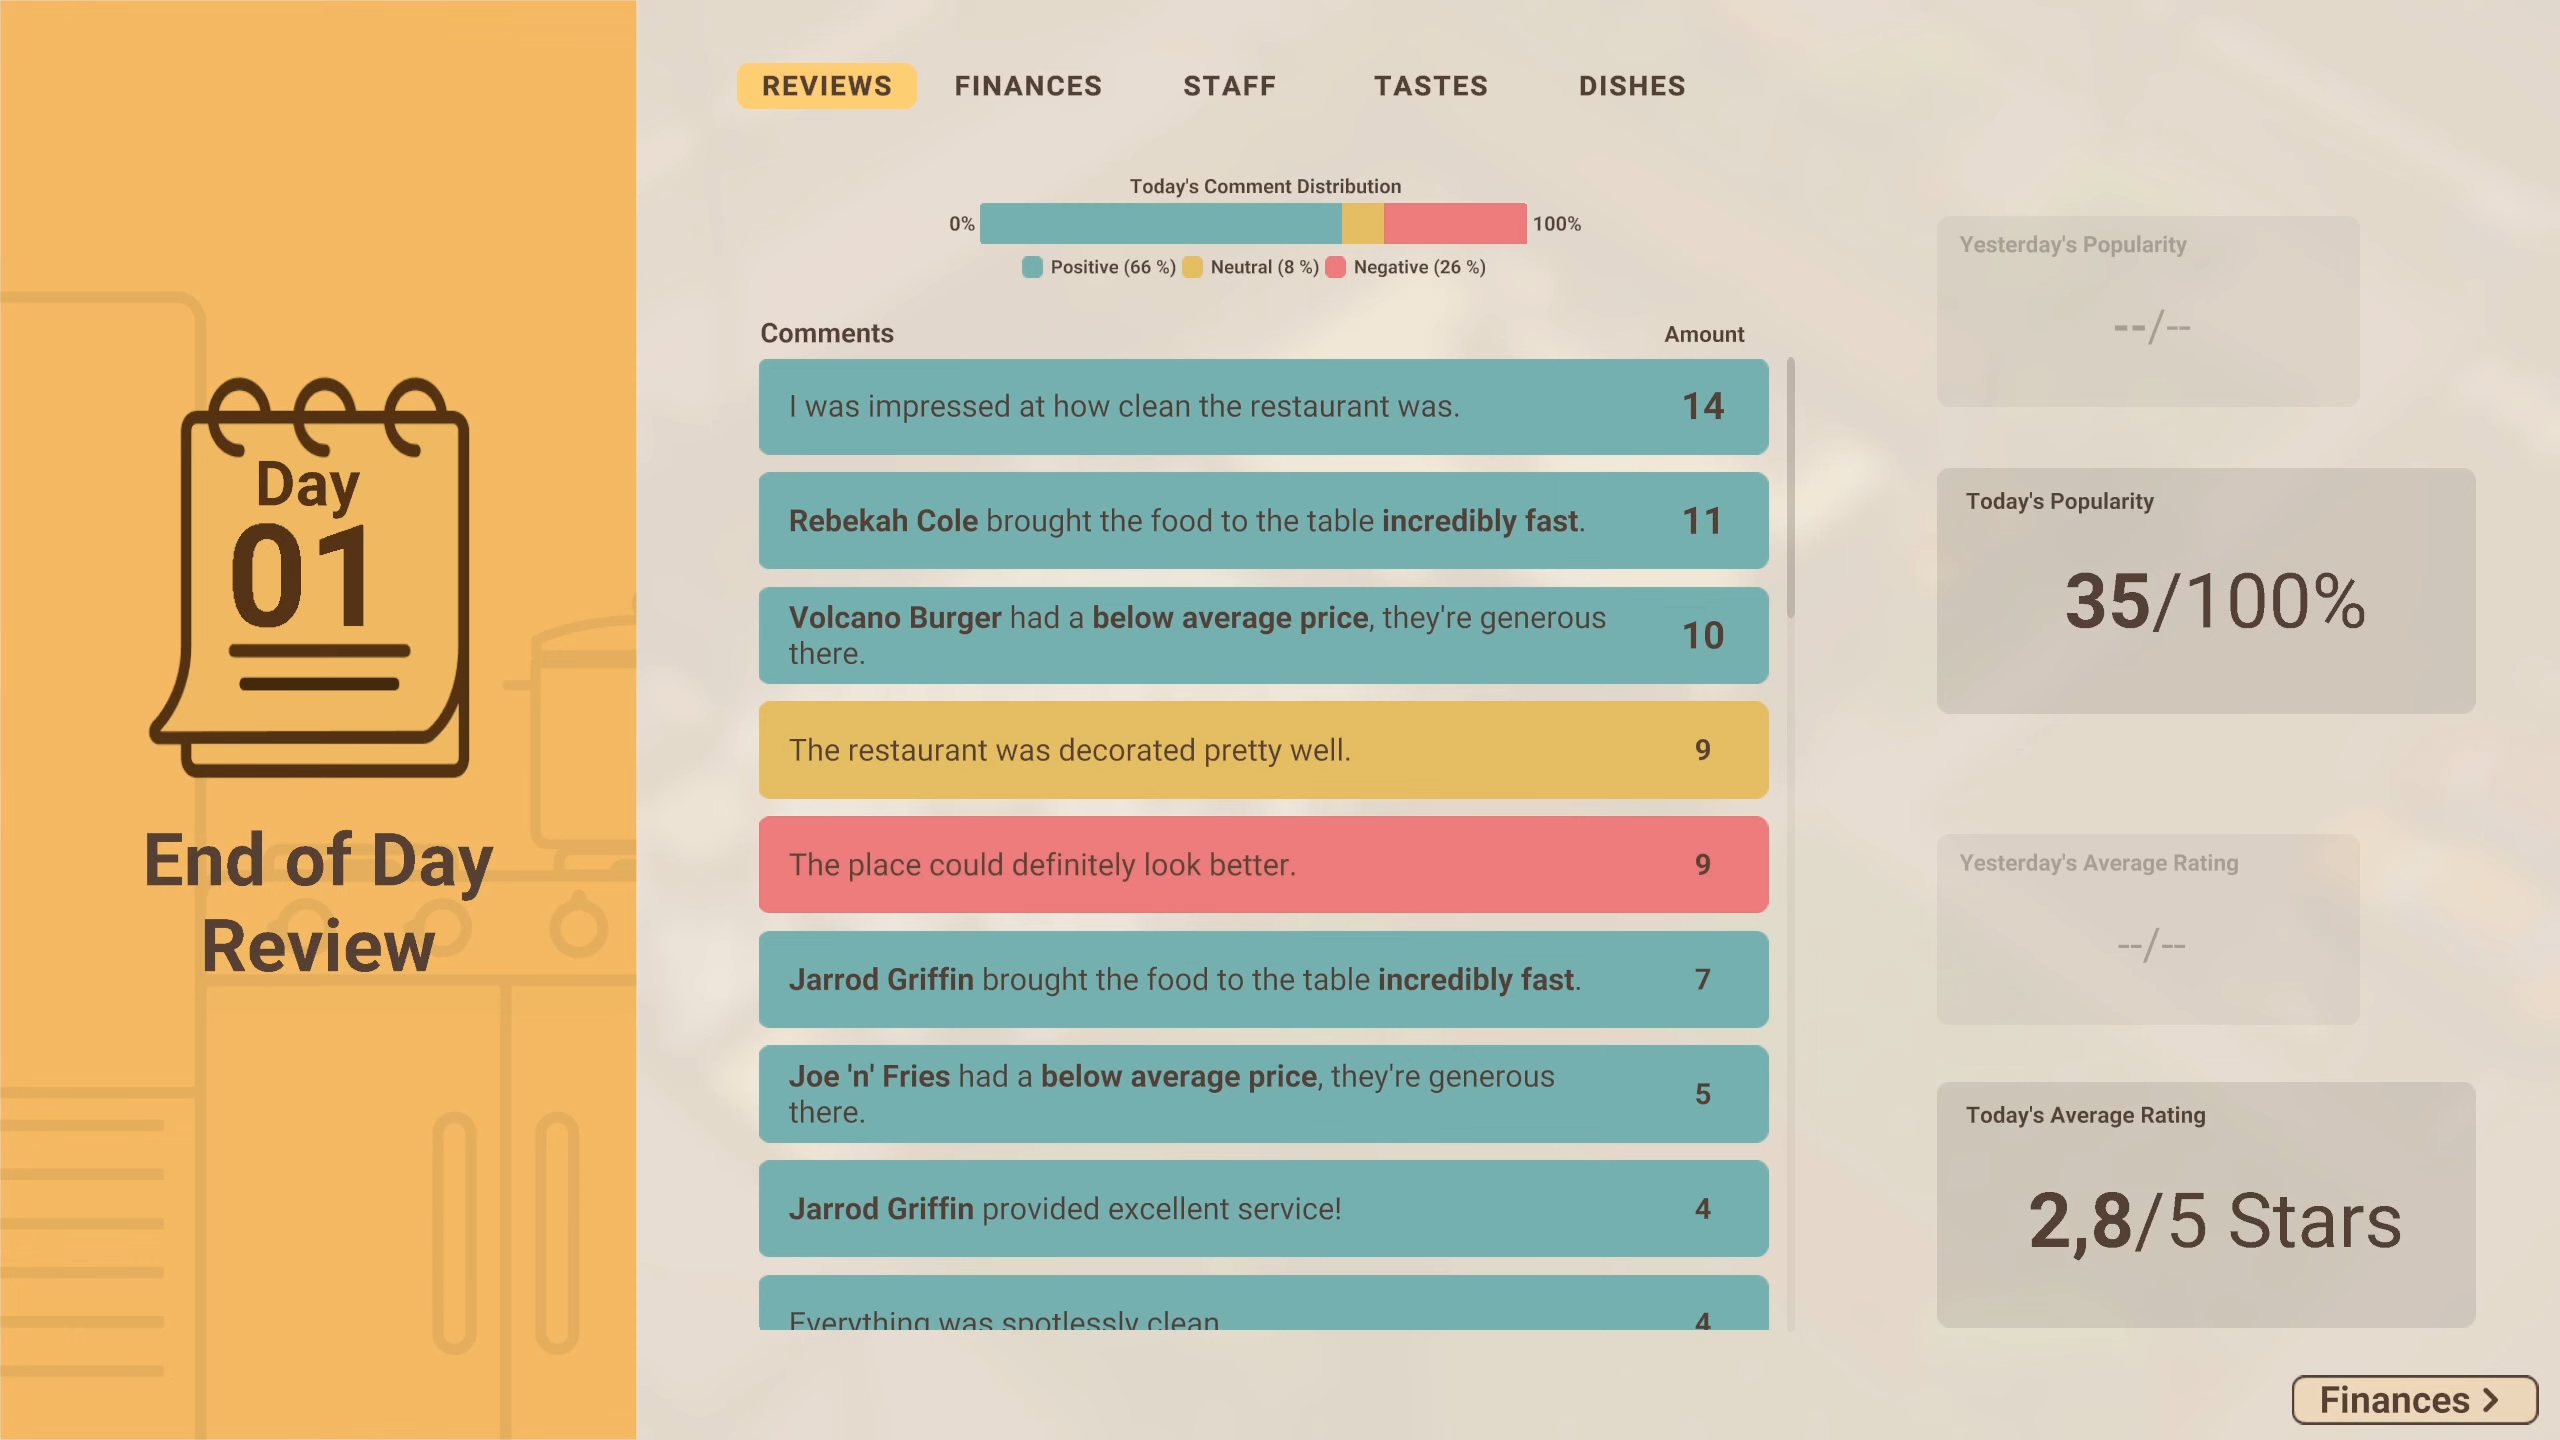 REVIEWS FINANCES STAFF TASTES DISHES
Today's Comment Distribution
0% 100%
Positive (66 %) Neutral (8 %) Negative (26 %)
Comments Amount
I was impressed at how clean the restaurant was. 14
Rebekah Cole brought the food to the table incredibly fast. 11
Volcano Burger had a below average price, they're generous
there. 10
The restaurant was decorated pretty well. 9
The place could definitely look better. 9
Jarrod Griffin brought the food to the table incredibly fast. 7
Joe 'n' Fries had a below average price, they're generous
there. 5
Jarrod Griffin provided excellent service! 4
Everything was spotlessly clean 4
Day
01
End of Day
Review
Yesterday's Popularity
--/--
Today's Popularity
35/100%
Yesterday's Average Rating
--/--
Today's Average Rating
2,8/5 Stars
Finances >